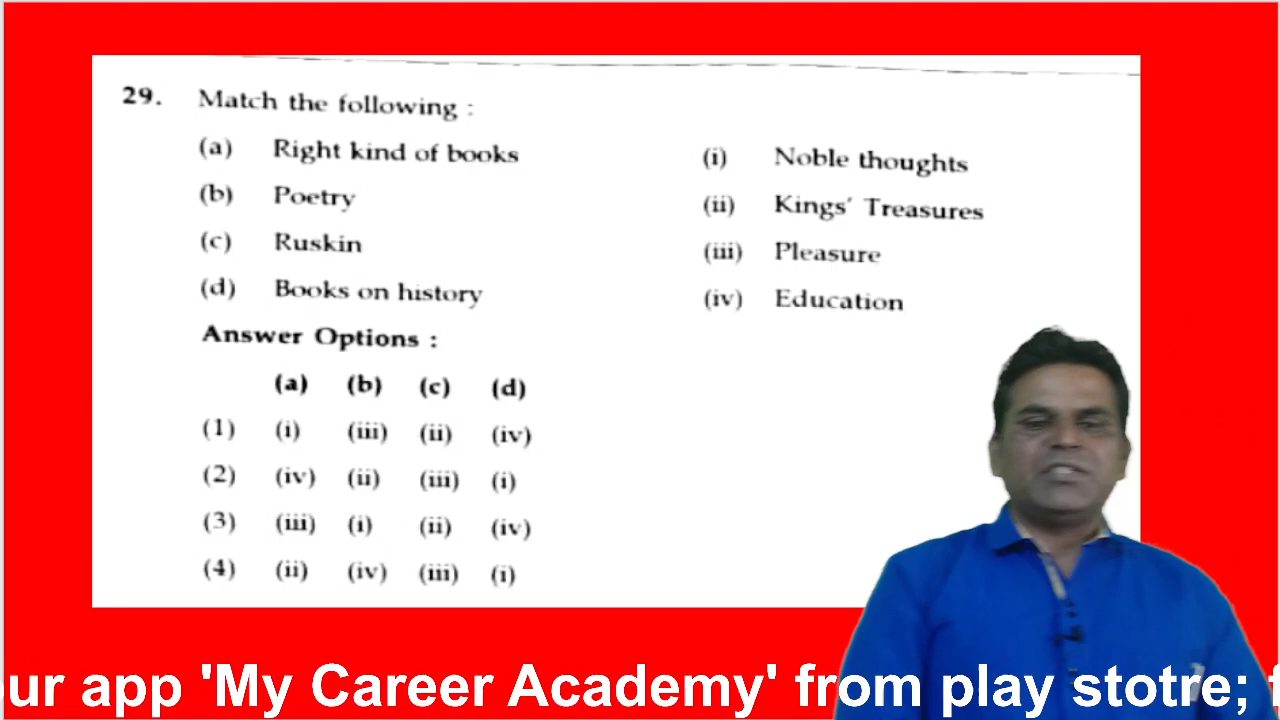 29. Match the following :
(a) Right kind of books (i) Noble thoughts
(b) Poetry (ii) Kings' Treasures
(c) Ruskin (iii) Pleasure
(d) Books on history (iv) Education
Answer Options :
(a) (b) (c) (d)
(1) (i) (iii) (ii) (iv)
(2) (iv) (ii) (iii) (i)
(3) (iii) (i) (ii) (iv)
(4) (ii) (iv) (iii) (i)
ur app 'My Career Academy' from play stotre;